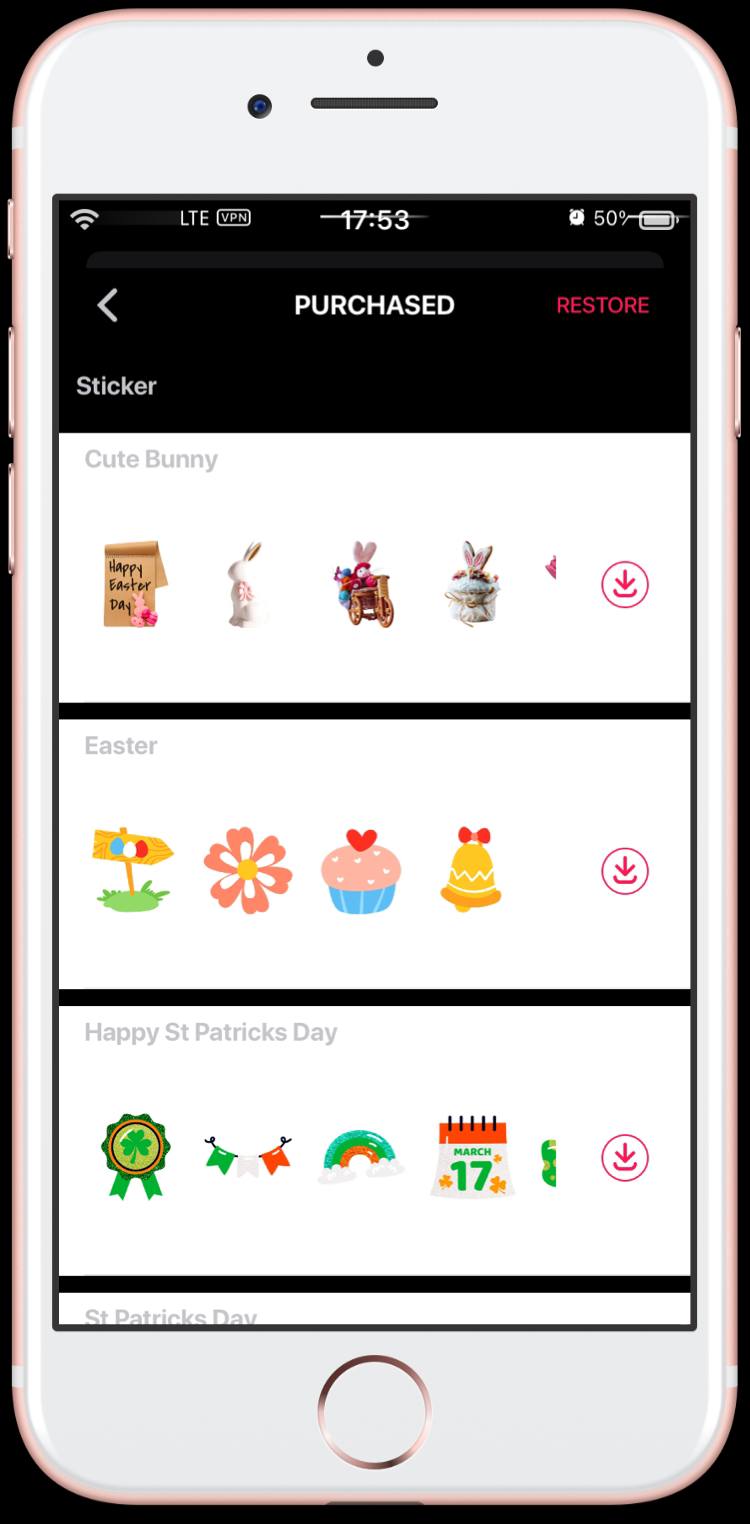 LTE VPN
17:53
50%
PURCHASED
RESTORE
Sticker
Cute Bunny
Happy
Easter
Day
Easter
Happy St Patricks Day
MARCH
17
St Patricks Day